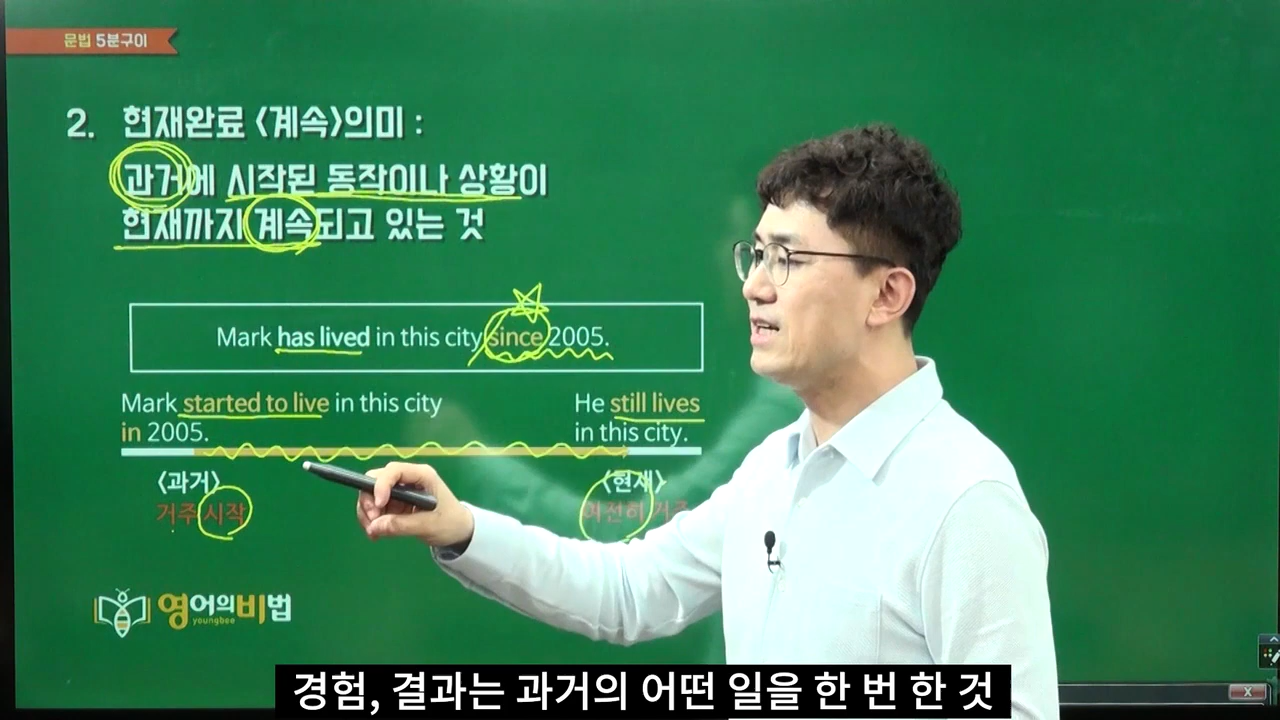 문법 5분구이
2. 현재완료 <계속>의미 :
과거에 시작된 동작이나 상황이
현재까지 계속되고 있는 것
Mark has lived in this city since 2005.
Mark started to live in this city
in 2005.
He still lives
in this city.
<과거>
거주 시작
<현재>
여전히 거주
영어의비법
youngbee
X
경험, 결과는 과거의 어떤 일을 한 번 한 것